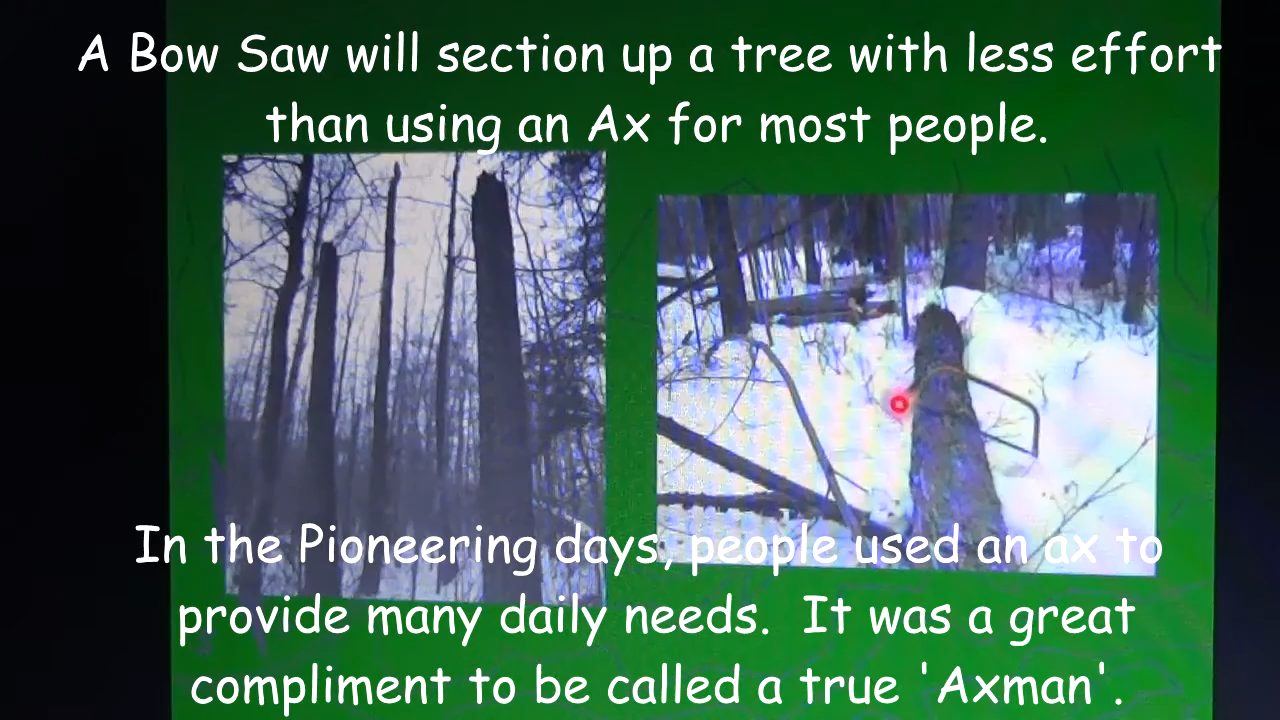 A Bow Saw will section up a tree with less effort
than using an Ax for most people.
In the Pioneering days, people used an ax to
provide many daily needs.  It was a great
compliment to be called a true 'Axman'.